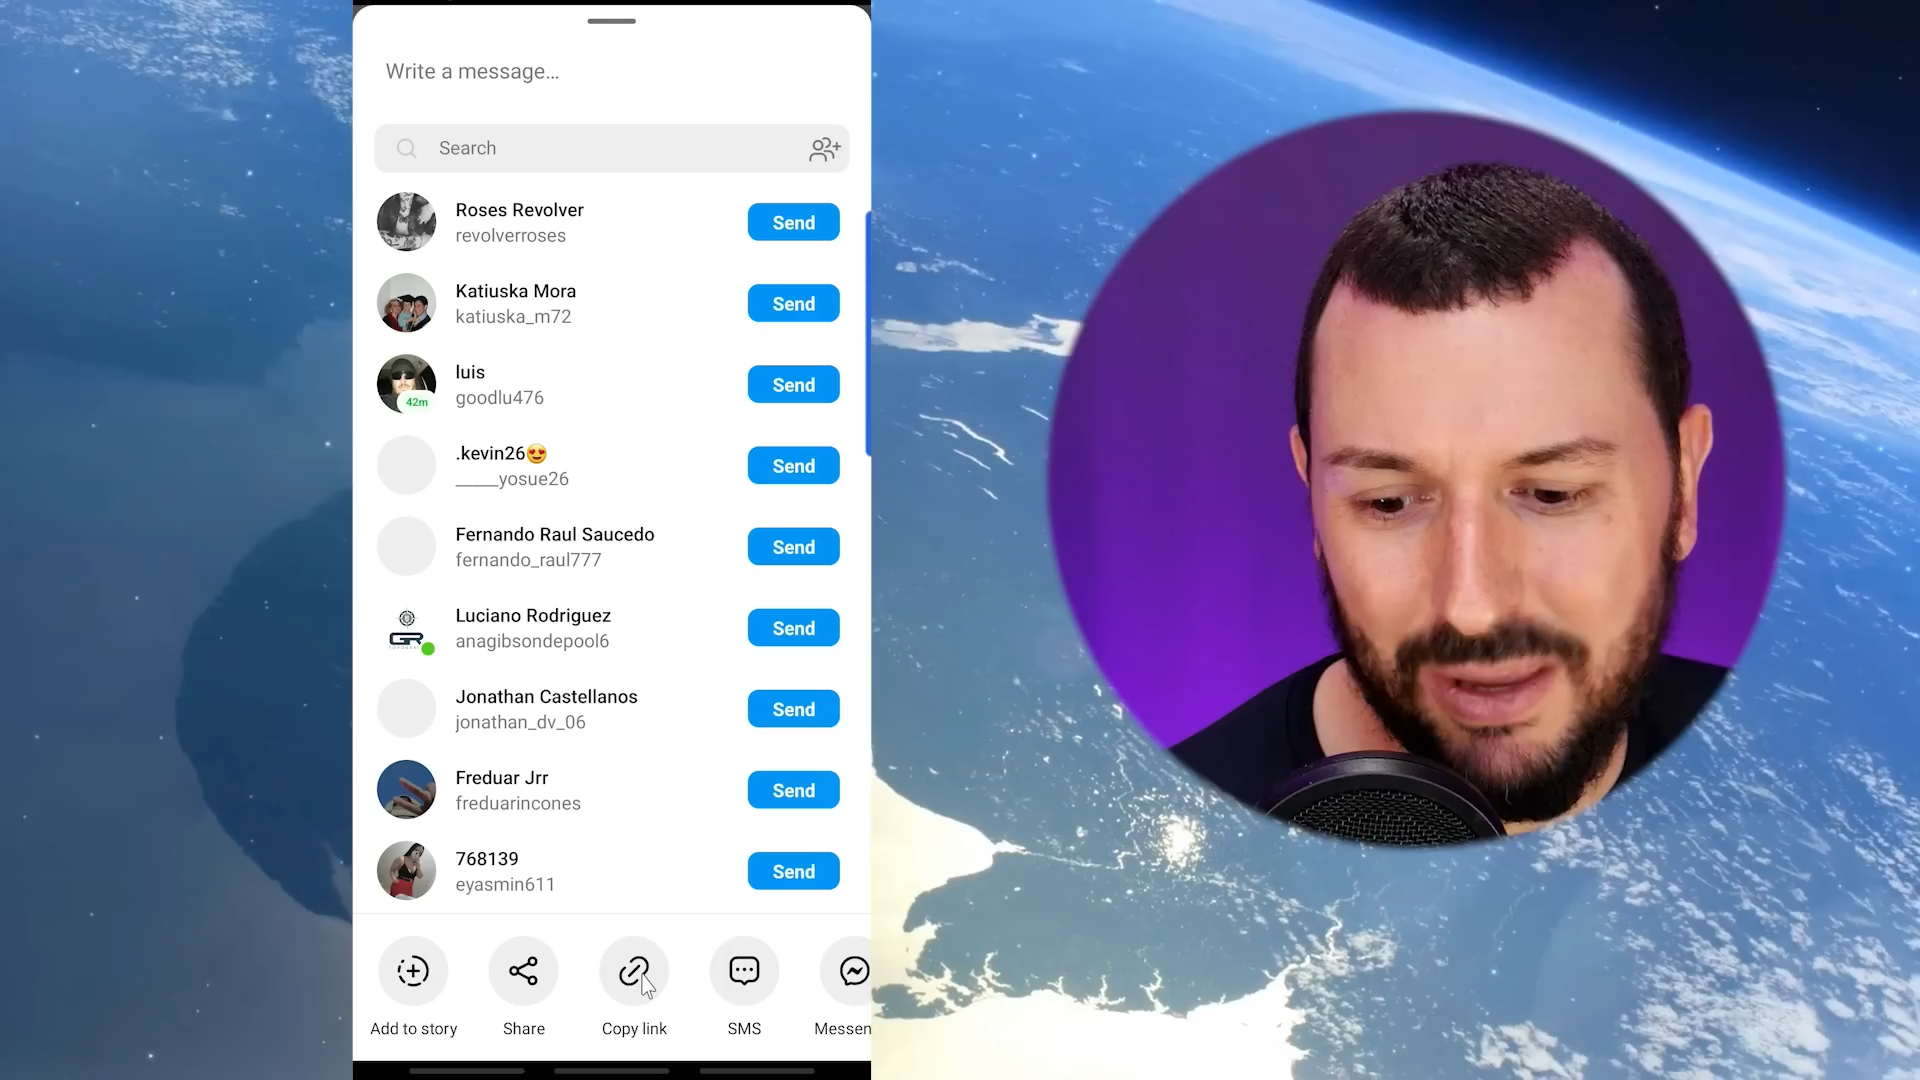 Write a message...
Search
Roses Revolver
revolverroses
Send
Katiuska Mora
katiuska_m72
Send
luis
goodlu476
42m
Send
.kevin26😍
_____yosue26
Send
Fernando Raul Saucedo
fernando_raul777
Send
Luciano Rodriguez
anagibsondepool6
GR
Send
Jonathan Castellanos
jonathan_dv_06
Send
Freduar Jrr
freduarincones
Send
768139
eyasmin611
Send
Add to story
Share
Copy link
SMS
Messen